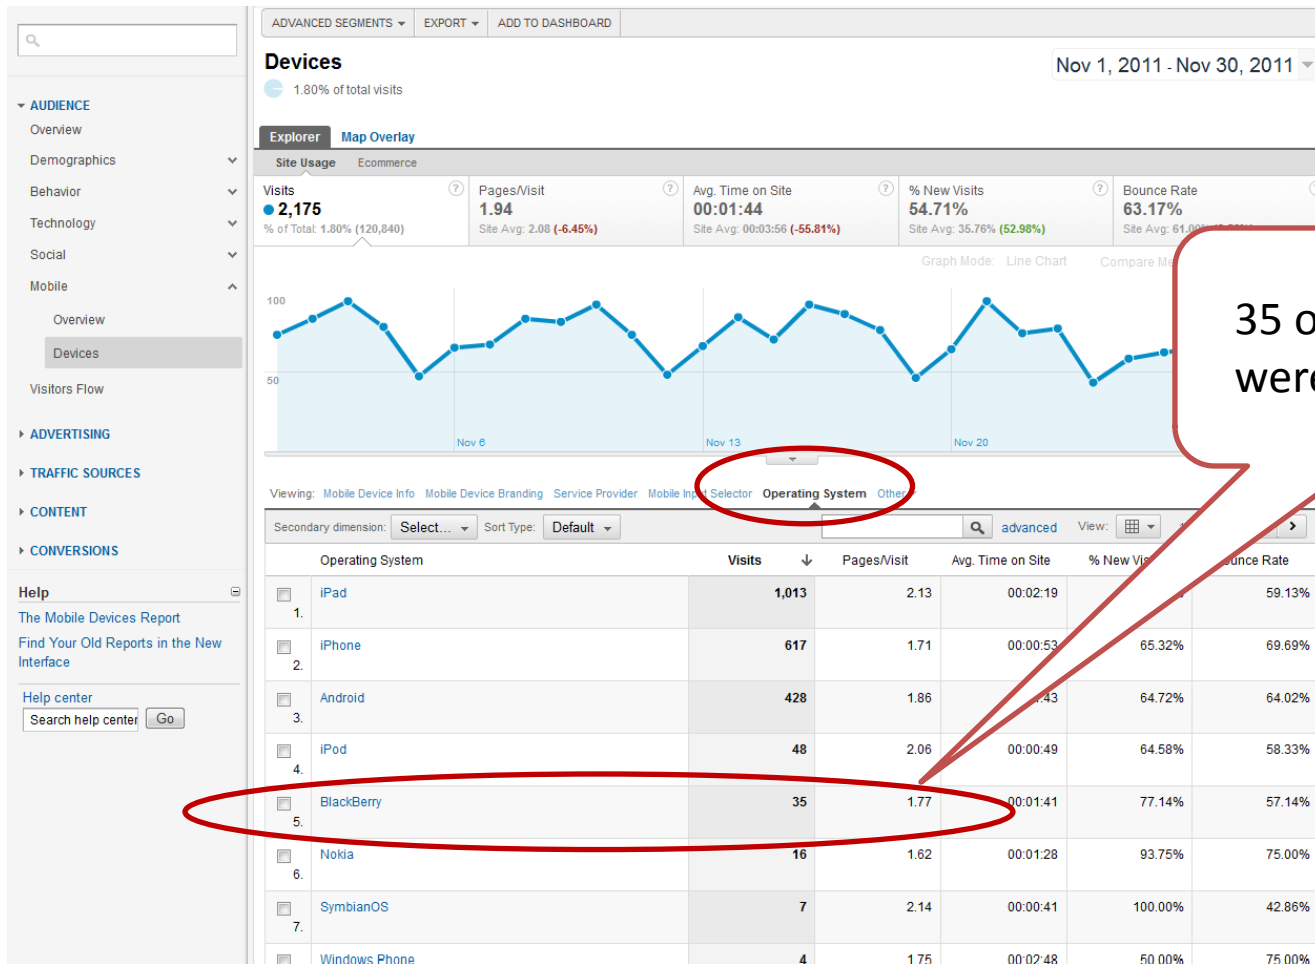 ADVANCED SEGMENTS EXPORT ADD TO DASHBOARD
Devices
Nov 1, 2011 - Nov 30, 2011
1.80% of total visits
AUDIENCE
Overview
Demographics
Behavior
Technology
Social
Mobile
Overview
Devices
Visitors Flow
ADVERTISING
TRAFFIC SOURCES
CONTENT
CONVERSIONS
Help
The Mobile Devices Report
Find Your Old Reports in the New
Interface
Help center
Search help center Go
Explorer Map Overlay
Site Usage Ecommerce
Visits
2,175
% of Total: 1.80% (120,840)
Pages/Visit
1.94
Site Avg: 2.08 (-6.45%)
Avg. Time on Site
00:01:44
Site Avg: 00:03:56 (-55.81%)
% New Visits
54.71%
Site Avg: 35.76% (52.98%)
Bounce Rate
63.17%
Site Avg:
Graph Mode: Line Chart Compare
100
50
Nov 6 Nov 13 Nov 20
35
were
Viewing: Mobile Device Info Mobile Device Branding Service Provider Mobile Input Selector Operating System Other
Secondary dimension: Select... Sort Type: Default advanced View:
Operating System Visits Pages/Visit Avg. Time on Site % New Bounce Rate
1. iPad 1,013 2.13 00:02:19 59.13%
2. iPhone 617 1.71 00:00:53 65.32% 69.69%
3. Android 428 1.86 64.72% 64.02%
4. iPod 48 2.06 00:00:49 64.58% 58.33%
5. BlackBerry 35 1.77 00:01:41 77.14% 57.14%
6. Nokia 16 1.62 00:01:28 93.75% 75.00%
7. SymbianOS 7 2.14 00:00:41 100.00% 42.86%
Windows Phone 4 1.75 00:02:48 50.00% 75.00%